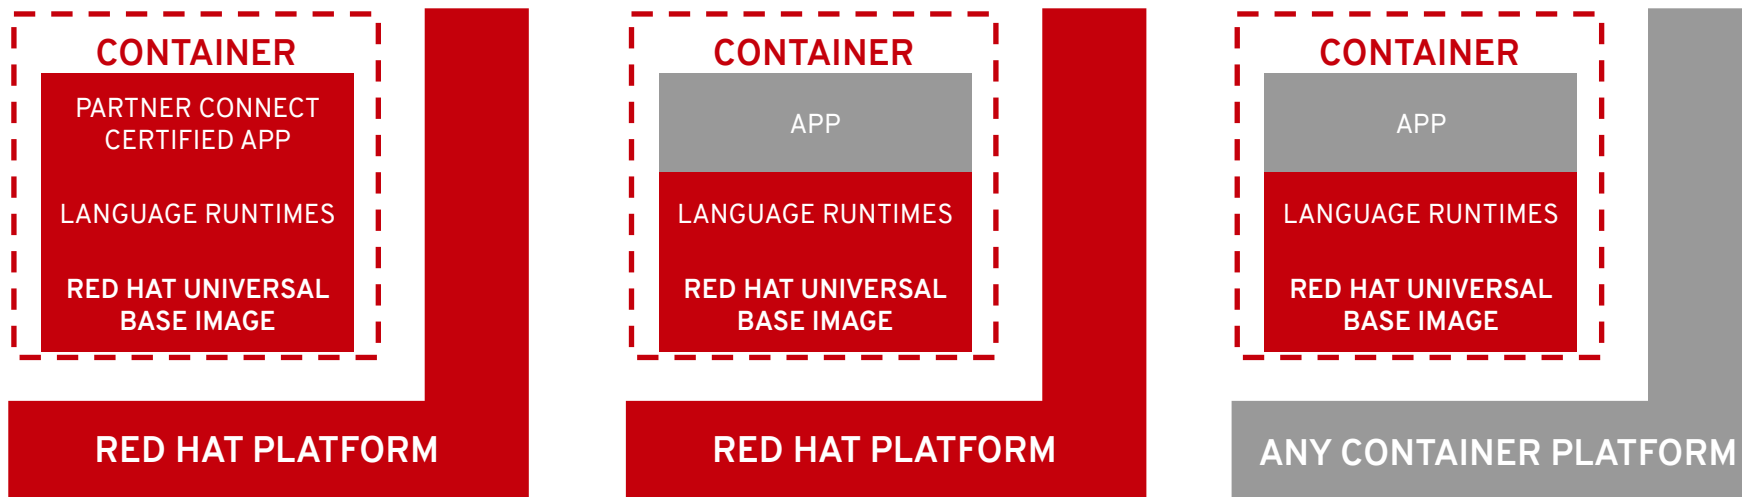 CONTAINER
PARTNER CONNECT
CERTIFIED APP
LANGUAGE RUNTIMES
RED HAT UNIVERSAL
BASE IMAGE
RED HAT PLATFORM
CONTAINER
APP
LANGUAGE RUNTIMES
RED HAT UNIVERSAL
BASE IMAGE
RED HAT PLATFORM
CONTAINER
APP
LANGUAGE RUNTIMES
RED HAT UNIVERSAL
BASE IMAGE
ANY CONTAINER PLATFORM